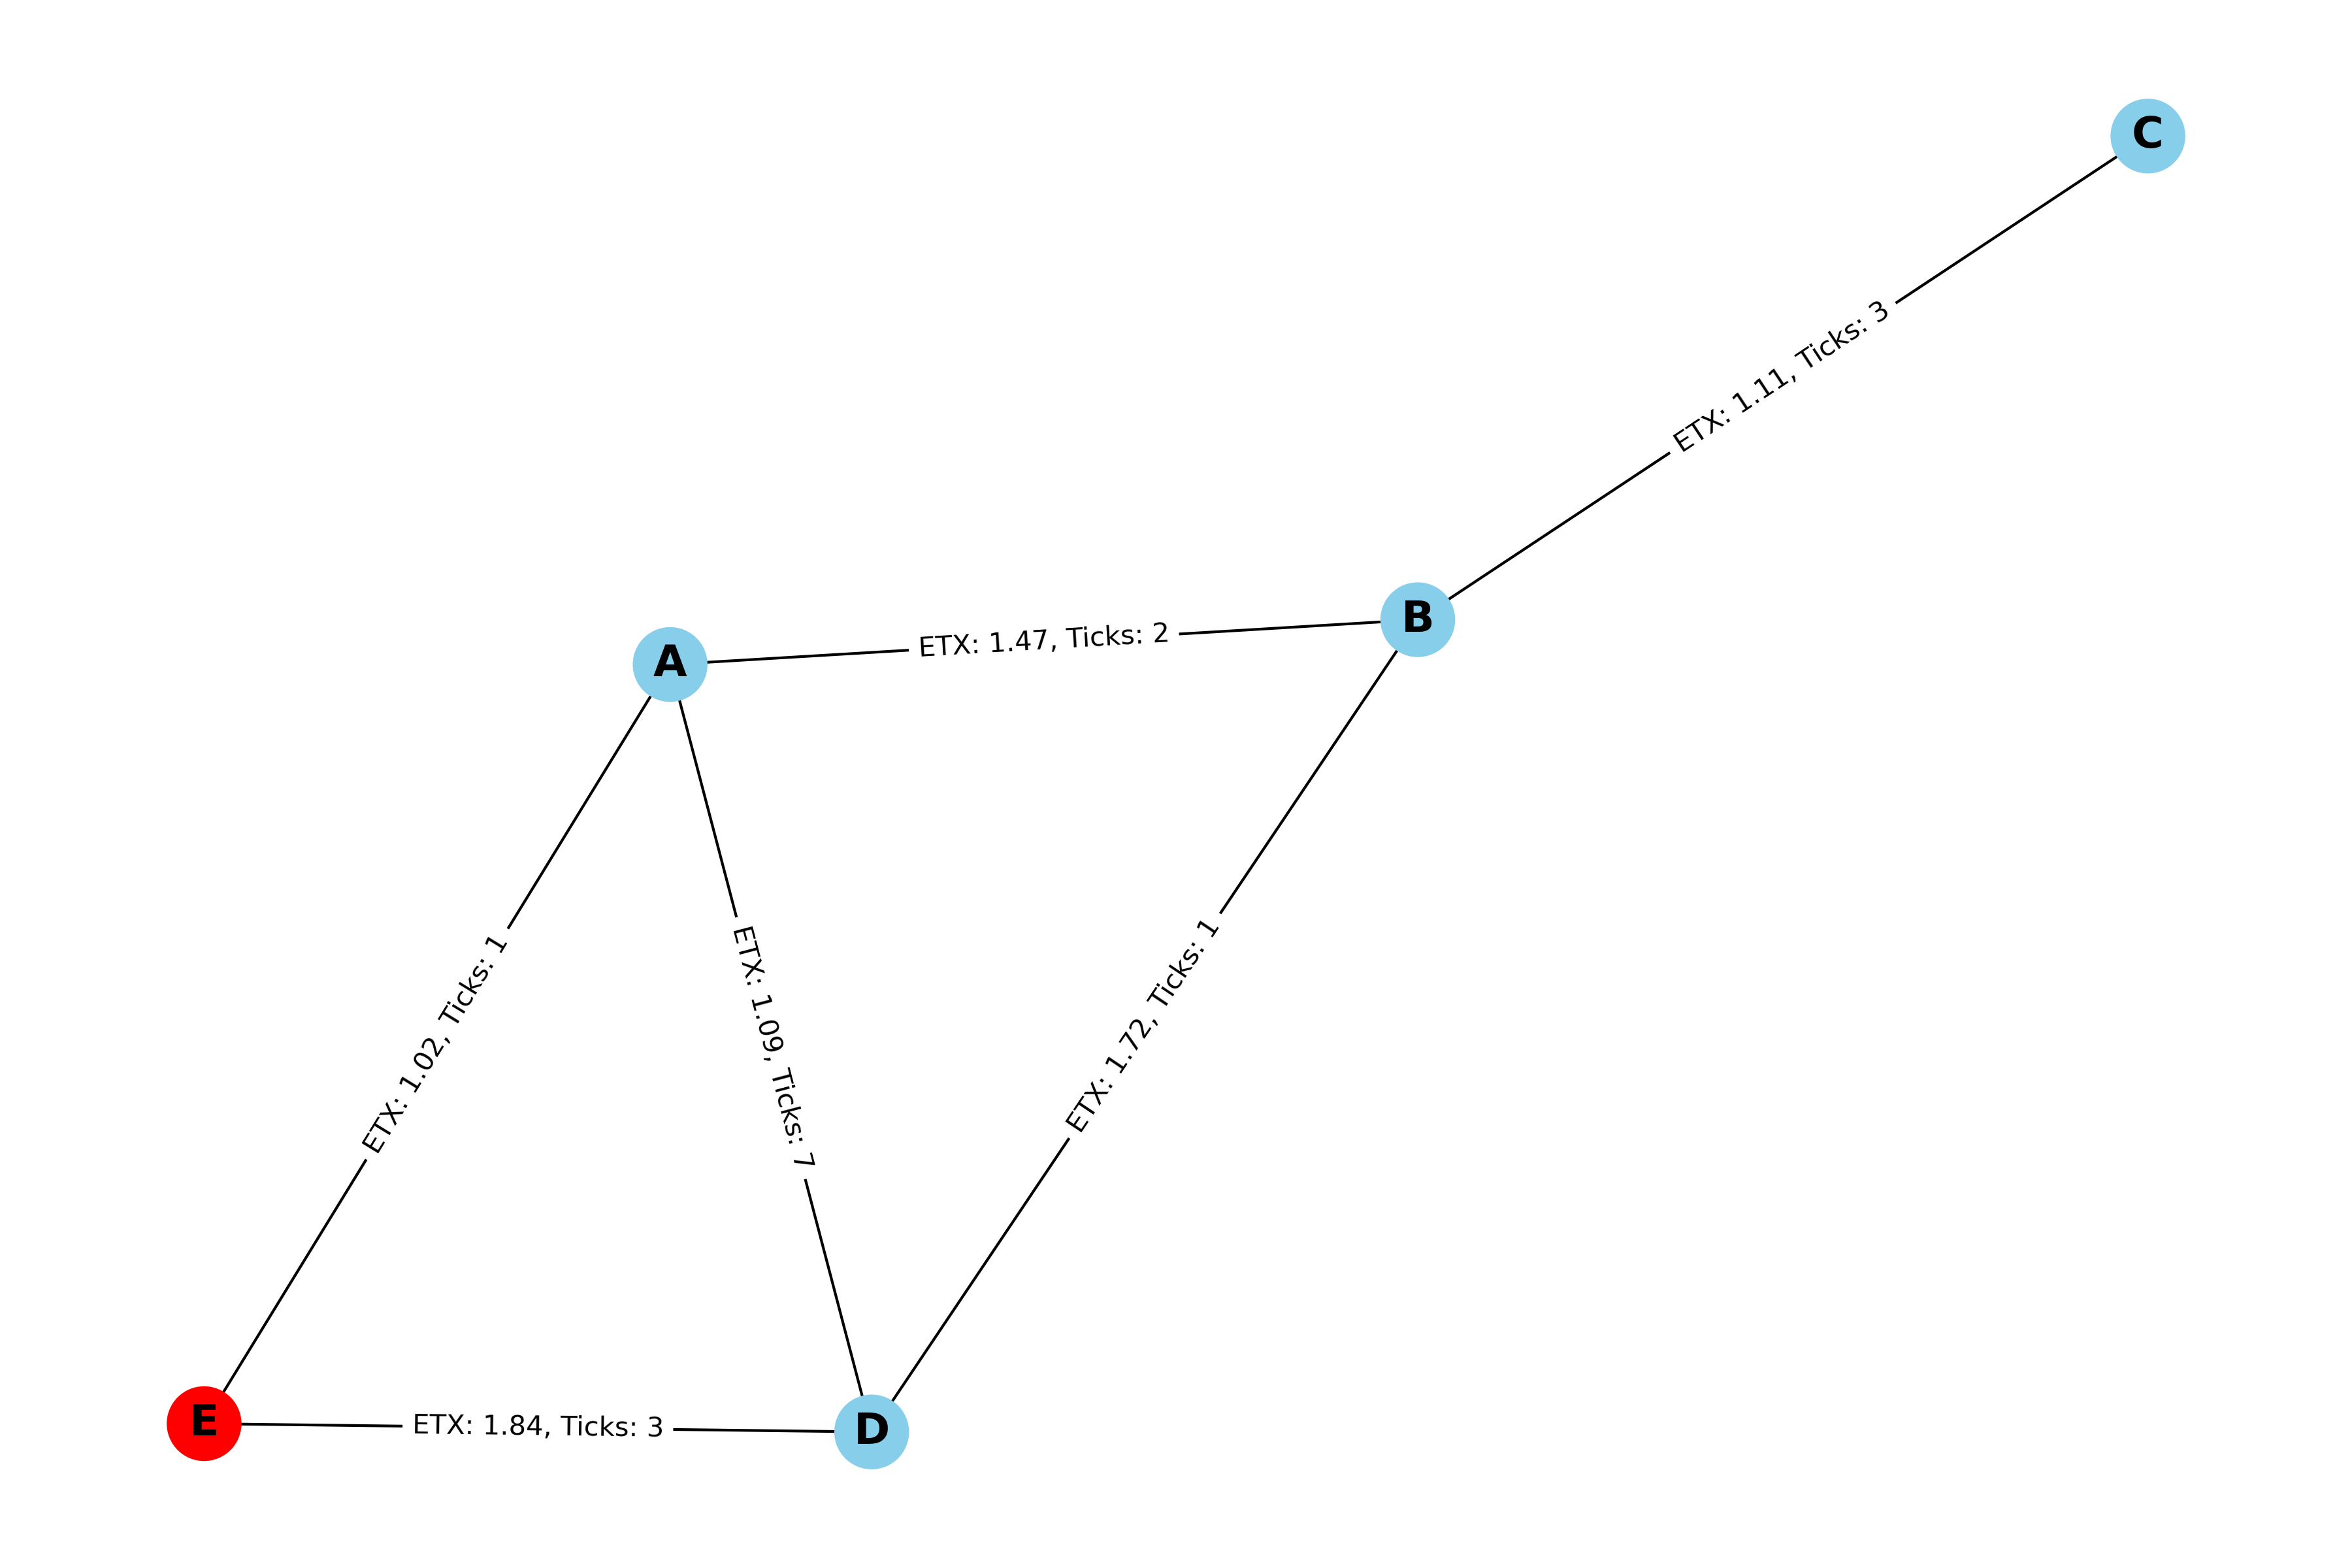 C
ETX: 1.11, Ticks: 3
B
ETX: 1.47, Ticks: 2
A
ETX: 1.02, Ticks: 1
ETX: 1.09, Ticks: 7
ETX: 1.72, Ticks: 1
E
ETX: 1.84, Ticks: 3
D